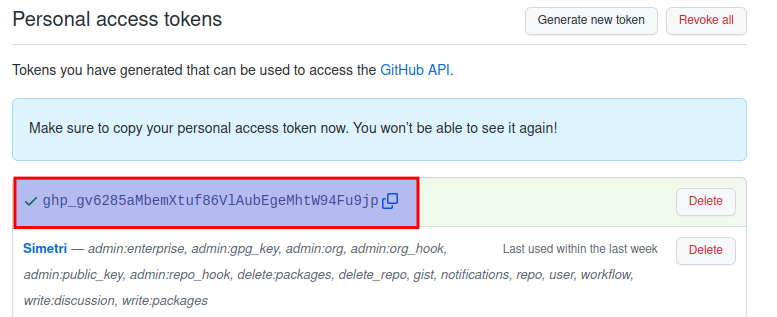 Personal access tokens
Generate new token
Revoke all
Tokens you have generated that can be used to access the GitHub API.
Make sure to copy your personal access token now. You won't be able to see it again!
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
Delete
Simetri — admin:enterprise, admin:gpg_key, admin:org, admin:org_hook,
Last used within the last week
Delete
admin:public_key, admin:repo_hook, delete:packages, delete_repo, gist, notifications, repo, user, workflow,
write:discussion, write:packages